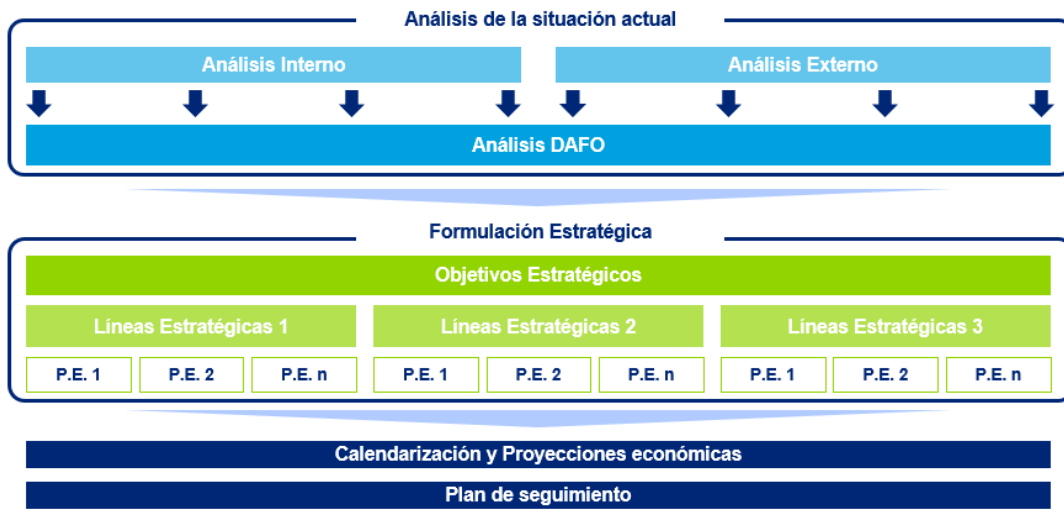 Análisis de la situación actual
Análisis Interno
Análisis Externo
Análisis DAFO
Formulación Estratégica
Objetivos Estratégicos
Líneas Estratégicas 1
Líneas Estratégicas 2
Líneas Estratégicas 3
P.E. 1
P.E. 2
P.E. n
P.E. 1
P.E. 2
P.E. n
P.E. 1
P.E. 2
P.E. n
Calendarización y Proyecciones económicas
Plan de seguimiento